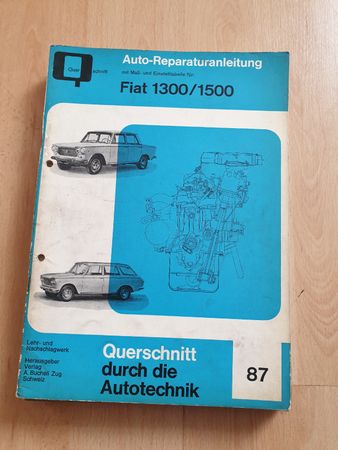 Quer schnitt
Auto-Reparaturanleitung
mit Maß- und Einstelltabelle für
Fiat 1300/1500
Lehr- und
Nachschlagwerk
Herausgeber
Verlag
A. Bucheli Zug
Schweiz
Querschnitt
durch die
Autotechnik
87